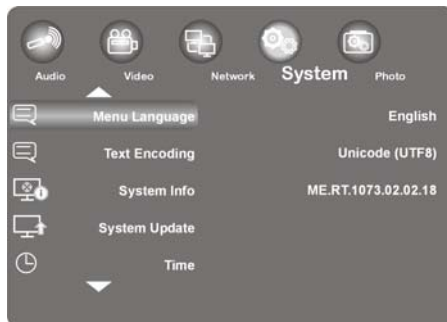 Audio Video Network System Photo
Menu Language English
Text Encoding Unicode (UTF8)
System Info ME.RT.1073.02.02.18
System Update
Time